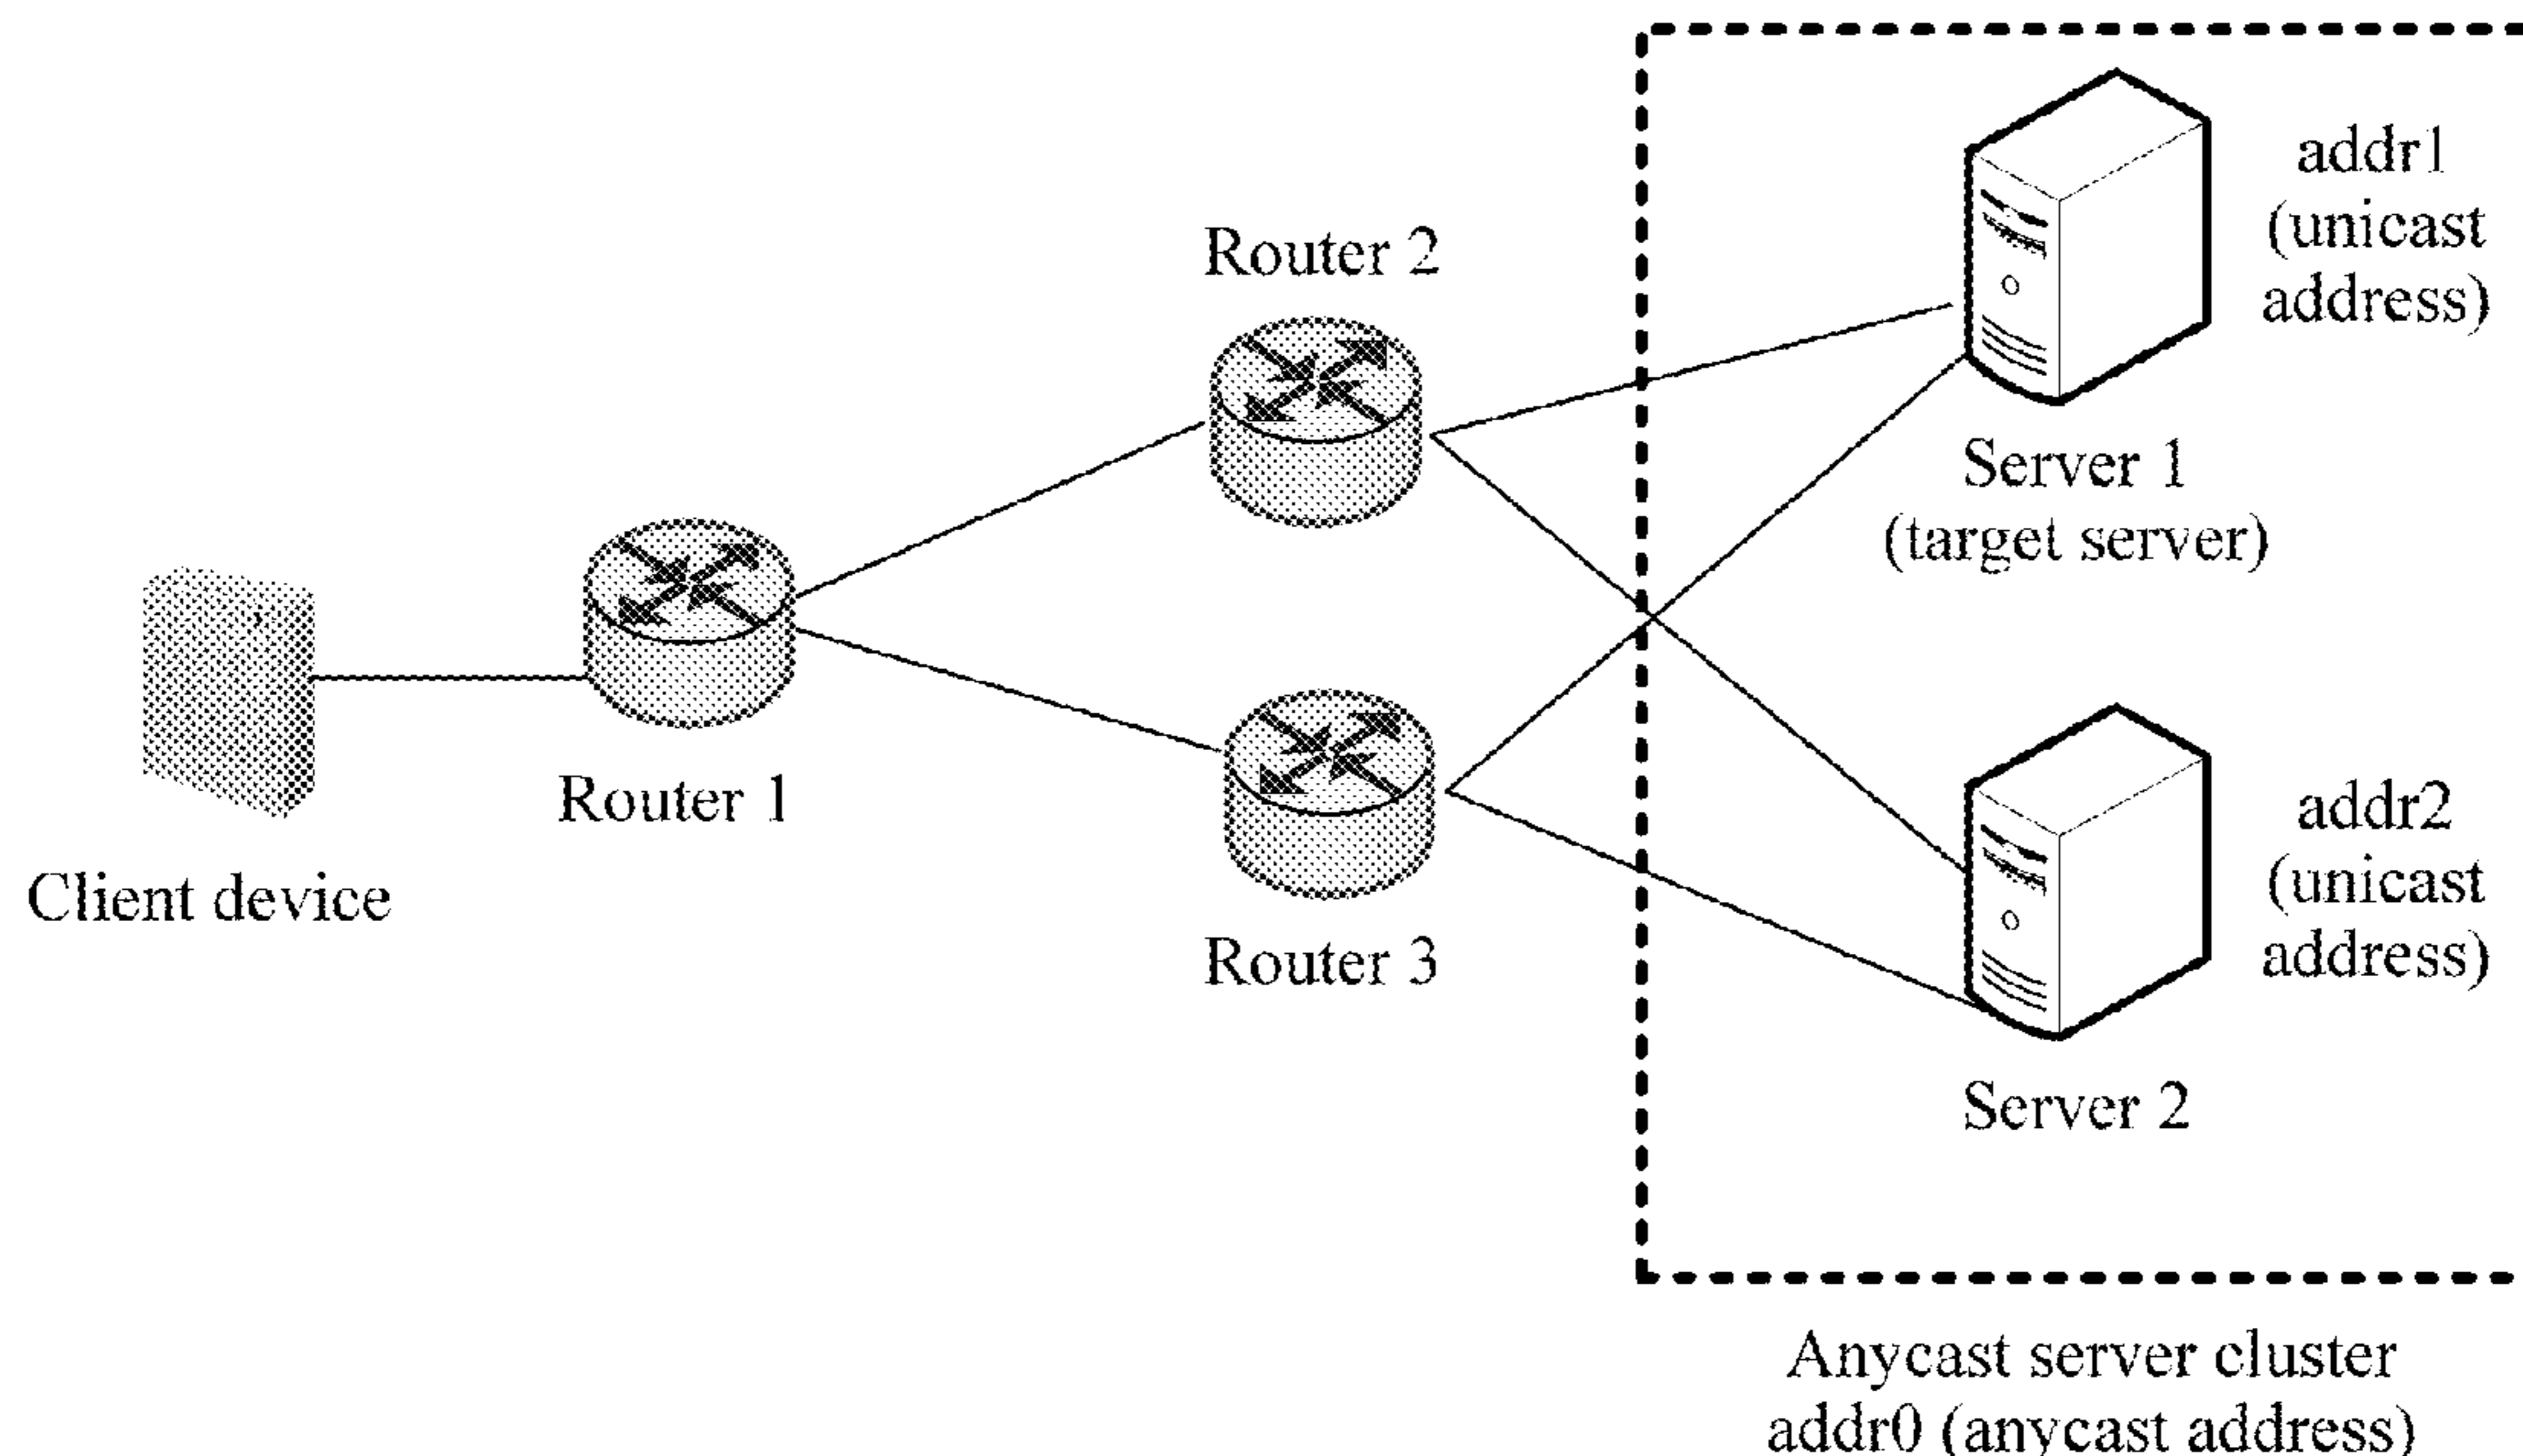 addr1
(unicast
address)
Router 2
Server 1
(target server)
Router 1
Client device
addr2
(unicast
address)
Router 3
Server 2
Anycast server cluster
addr0 (anycast address)